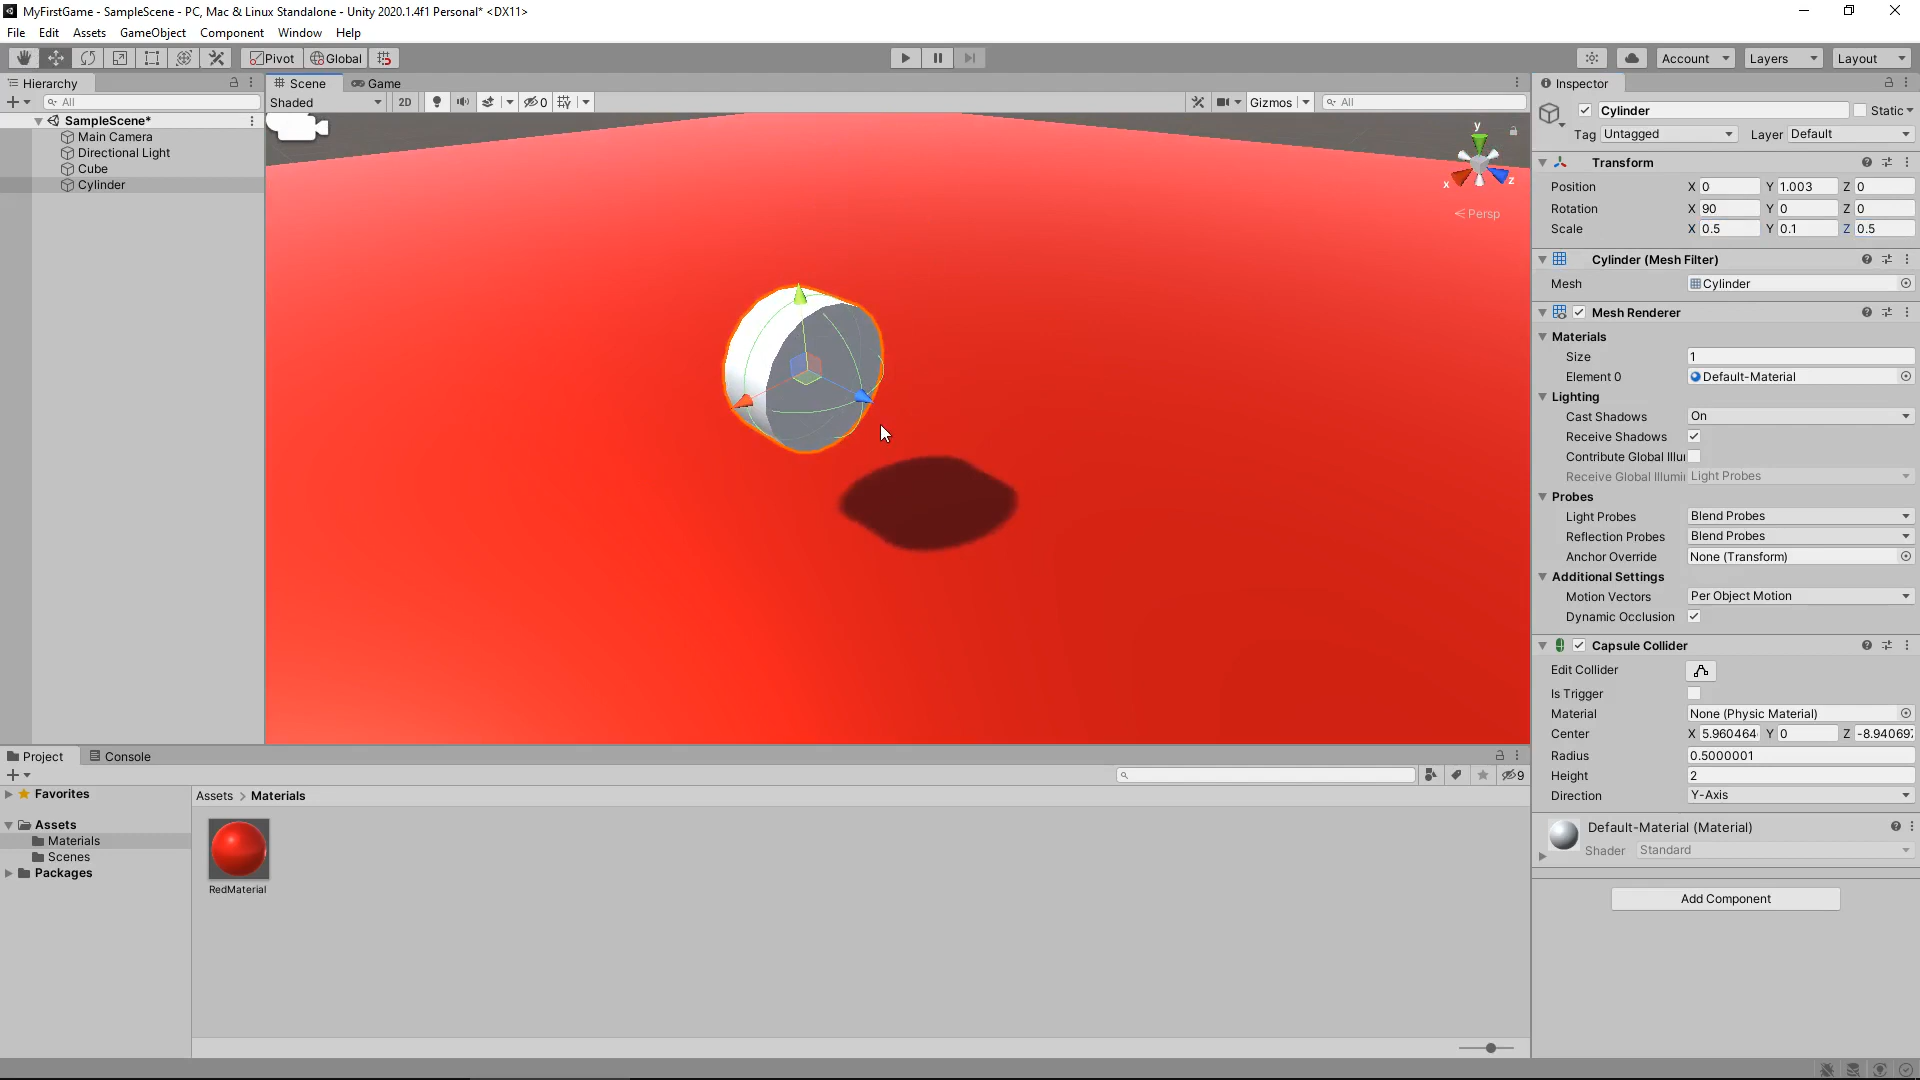 MyFirstGame - SampleScene - PC, Mac & Linux Standalone - Unity 2020.1.4f1 Personal* <DX11>
File Edit Assets GameObject Component Window Help
Pivot Global Account Layers Layout
Hierarchy
All
SampleScene*
Main Camera
Directional Light
Cube
Cylinder
Scene Game
Shaded 2D 0 Gizmos All
y
x
z
Persp
Inspector
Cylinder Static
Tag Untagged Layer Default
Transform
Position X 0 Y 1.003 Z 0
Rotation X 90 Y 0 Z 0
Scale X 0.5 Y 0.1 Z 0.5
Cylinder (Mesh Filter)
Mesh Cylinder
Mesh Renderer
Materials
Size 1
Element 0 Default-Material
Lighting
Cast Shadows On
Receive Shadows
Contribute Global Illu
Receive Global Illumi Light Probes
Probes
Light Probes Blend Probes
Reflection Probes Blend Probes
Anchor Override None (Transform)
Additional Settings
Motion Vectors Per Object Motion
Dynamic Occlusion
Capsule Collider
Edit Collider
Is Trigger
Material None (Physic Material)
Center X 5.960464 Y 0 Z -8.94069
Radius 0.5000001
Height 2
Direction Y-Axis
Default-Material (Material)
Shader Standard
Add Component
Project Console
9
Favorites
Assets
Materials
Scenes
Packages
Assets > Materials
RedMaterial